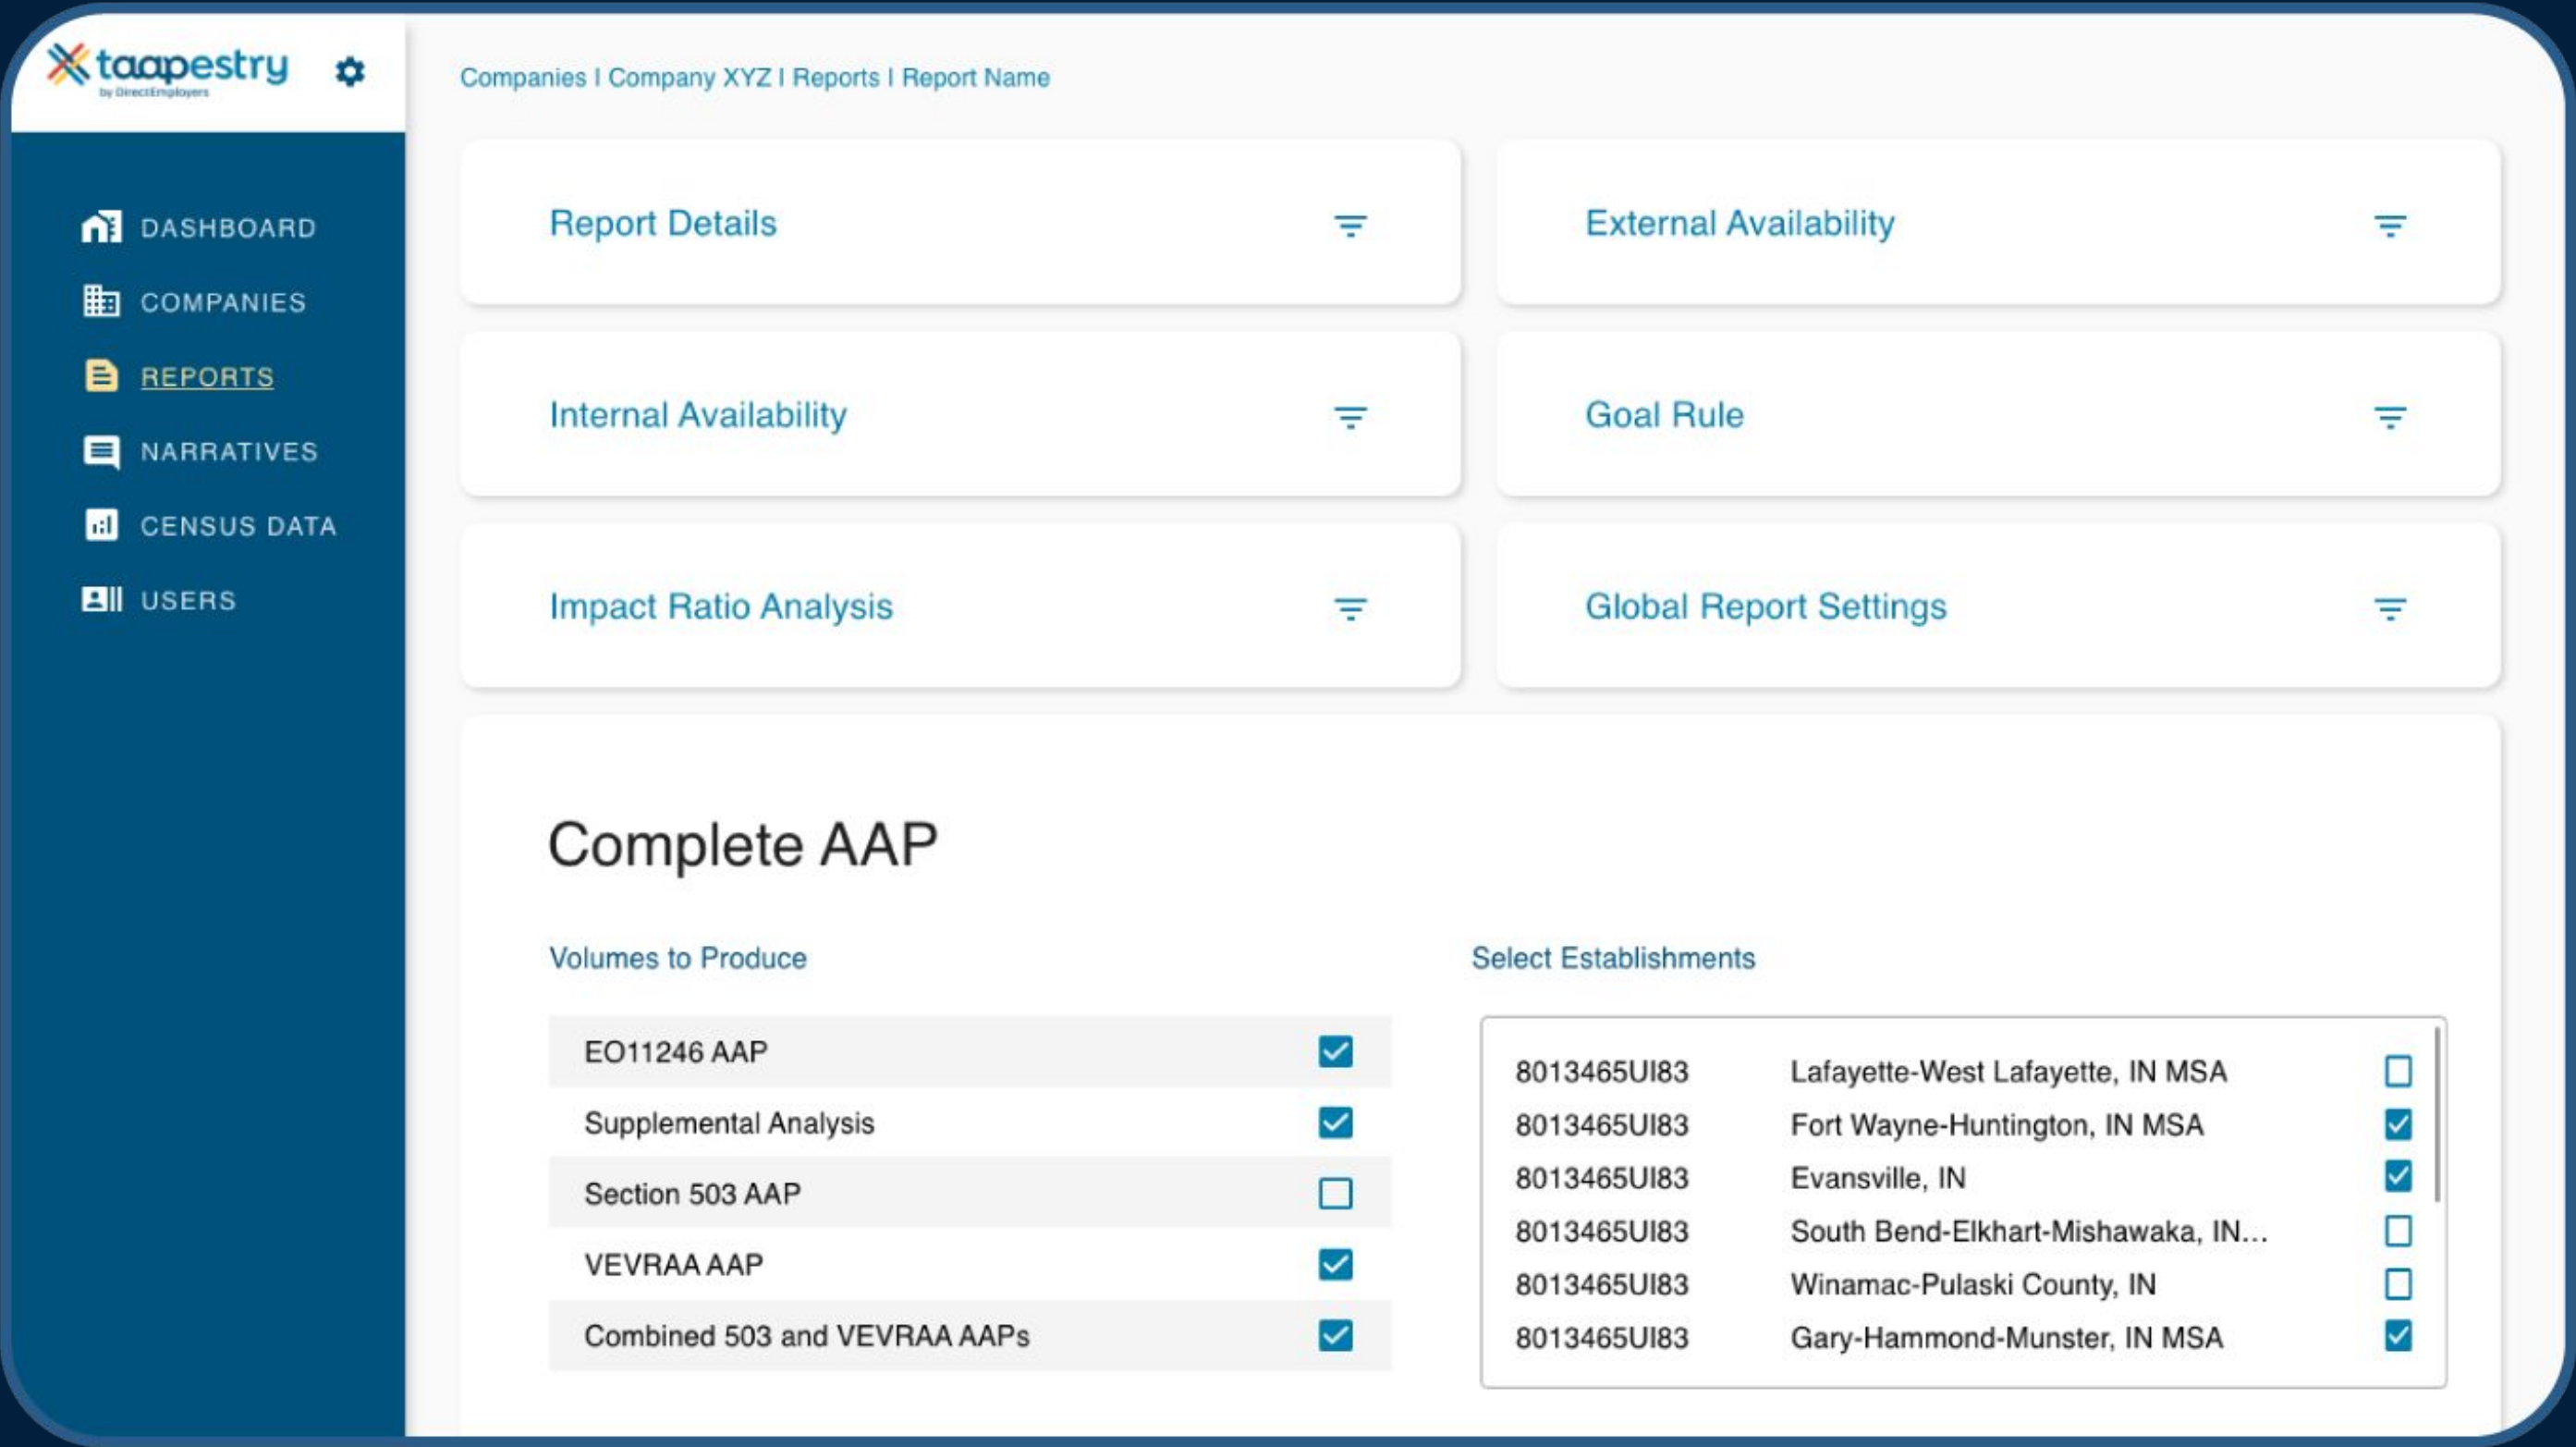 taapestry
by DirectEmployers
DASHBOARD
COMPANIES
REPORTS
NARRATIVES
CENSUS DATA
USERS
Companies | Company XYZ | Reports | Report Name
Report Details
External Availability
Internal Availability
Goal Rule
Impact Ratio Analysis
Global Report Settings
Complete AAP
Volumes to Produce
EO11246 AAP
Supplemental Analysis
Section 503 AAP
VEVRAA AAP
Combined 503 and VEVRAA AAPs
Select Establishments
8013465UI83 Lafayette-West Lafayette, IN MSA
8013465UI83 Fort Wayne-Huntington, IN MSA
8013465UI83 Evansville, IN
8013465UI83 South Bend-Elkhart-Mishawaka, IN...
8013465UI83 Winamac-Pulaski County, IN
8013465UI83 Gary-Hammond-Munster, IN MSA